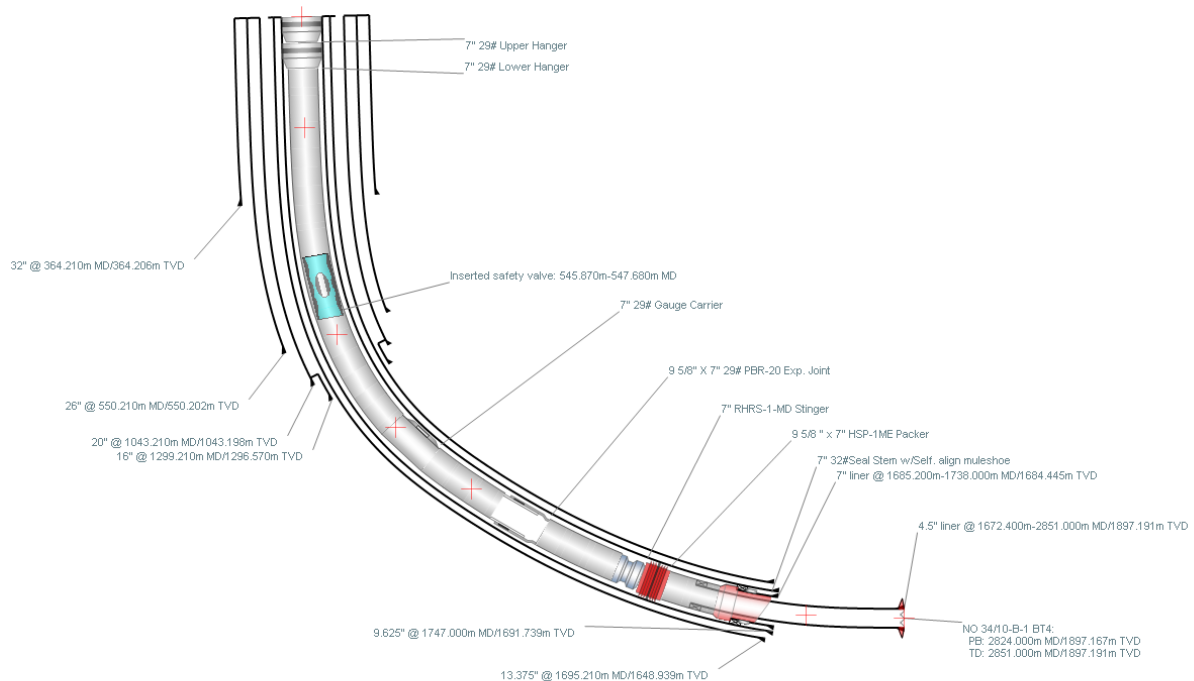 7" 29# Upper Hanger
7" 29# Lower Hanger
32" @ 364.210m MD/364.206m TVD
Inserted safety valve: 545.870m-547.680m MD
7" 29# Gauge Carrier
9 5/8" X 7" 29# PBR-20 Exp. Joint
26" @ 550.210m MD/550.202m TVD
7" RHRS-1-MD Stinger
20" @ 1043.210m MD/1043.198m TVD
9 5/8 " x 7" HSP-1ME Packer
16" @ 1299.210m MD/1296.570m TVD
7" 32#Seal Stem w/Self. align muleshoe
7" liner @ 1685.200m-1738.000m MD/1684.445m TVD
4.5" liner @ 1672.400m-2851.000m MD/1897.191m TVD
9.625" @ 1747.000m MD/1691.739m TVD
NO 34/10-B-1 BT4:
PB: 2824.000m MD/1897.167m TVD
TD: 2851.000m MD/1897.191m TVD
13.375" @ 1695.210m MD/1648.939m TVD